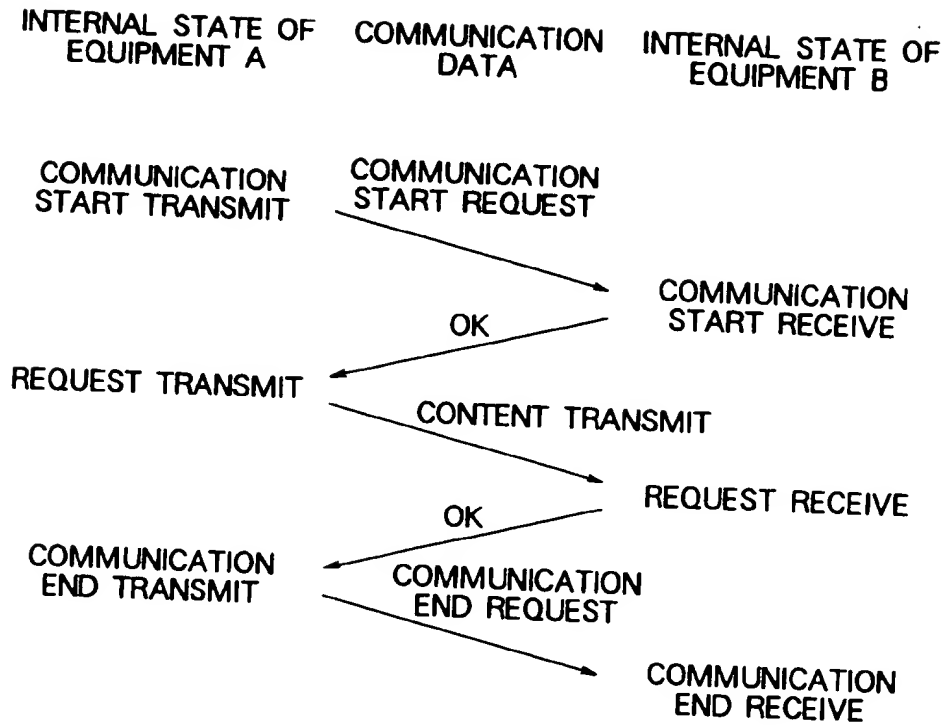 INTERNAL STATE OF
EQUIPMENT A
COMMUNICATION
DATA
INTERNAL STATE OF
EQUIPMENT B
COMMUNICATION
START TRANSMIT
COMMUNICATION
START REQUEST
COMMUNICATION
START RECEIVE
OK
REQUEST TRANSMIT
CONTENT TRANSMIT
REQUEST RECEIVE
OK
COMMUNICATION
END TRANSMIT
COMMUNICATION
END REQUEST
COMMUNICATION
END RECEIVE